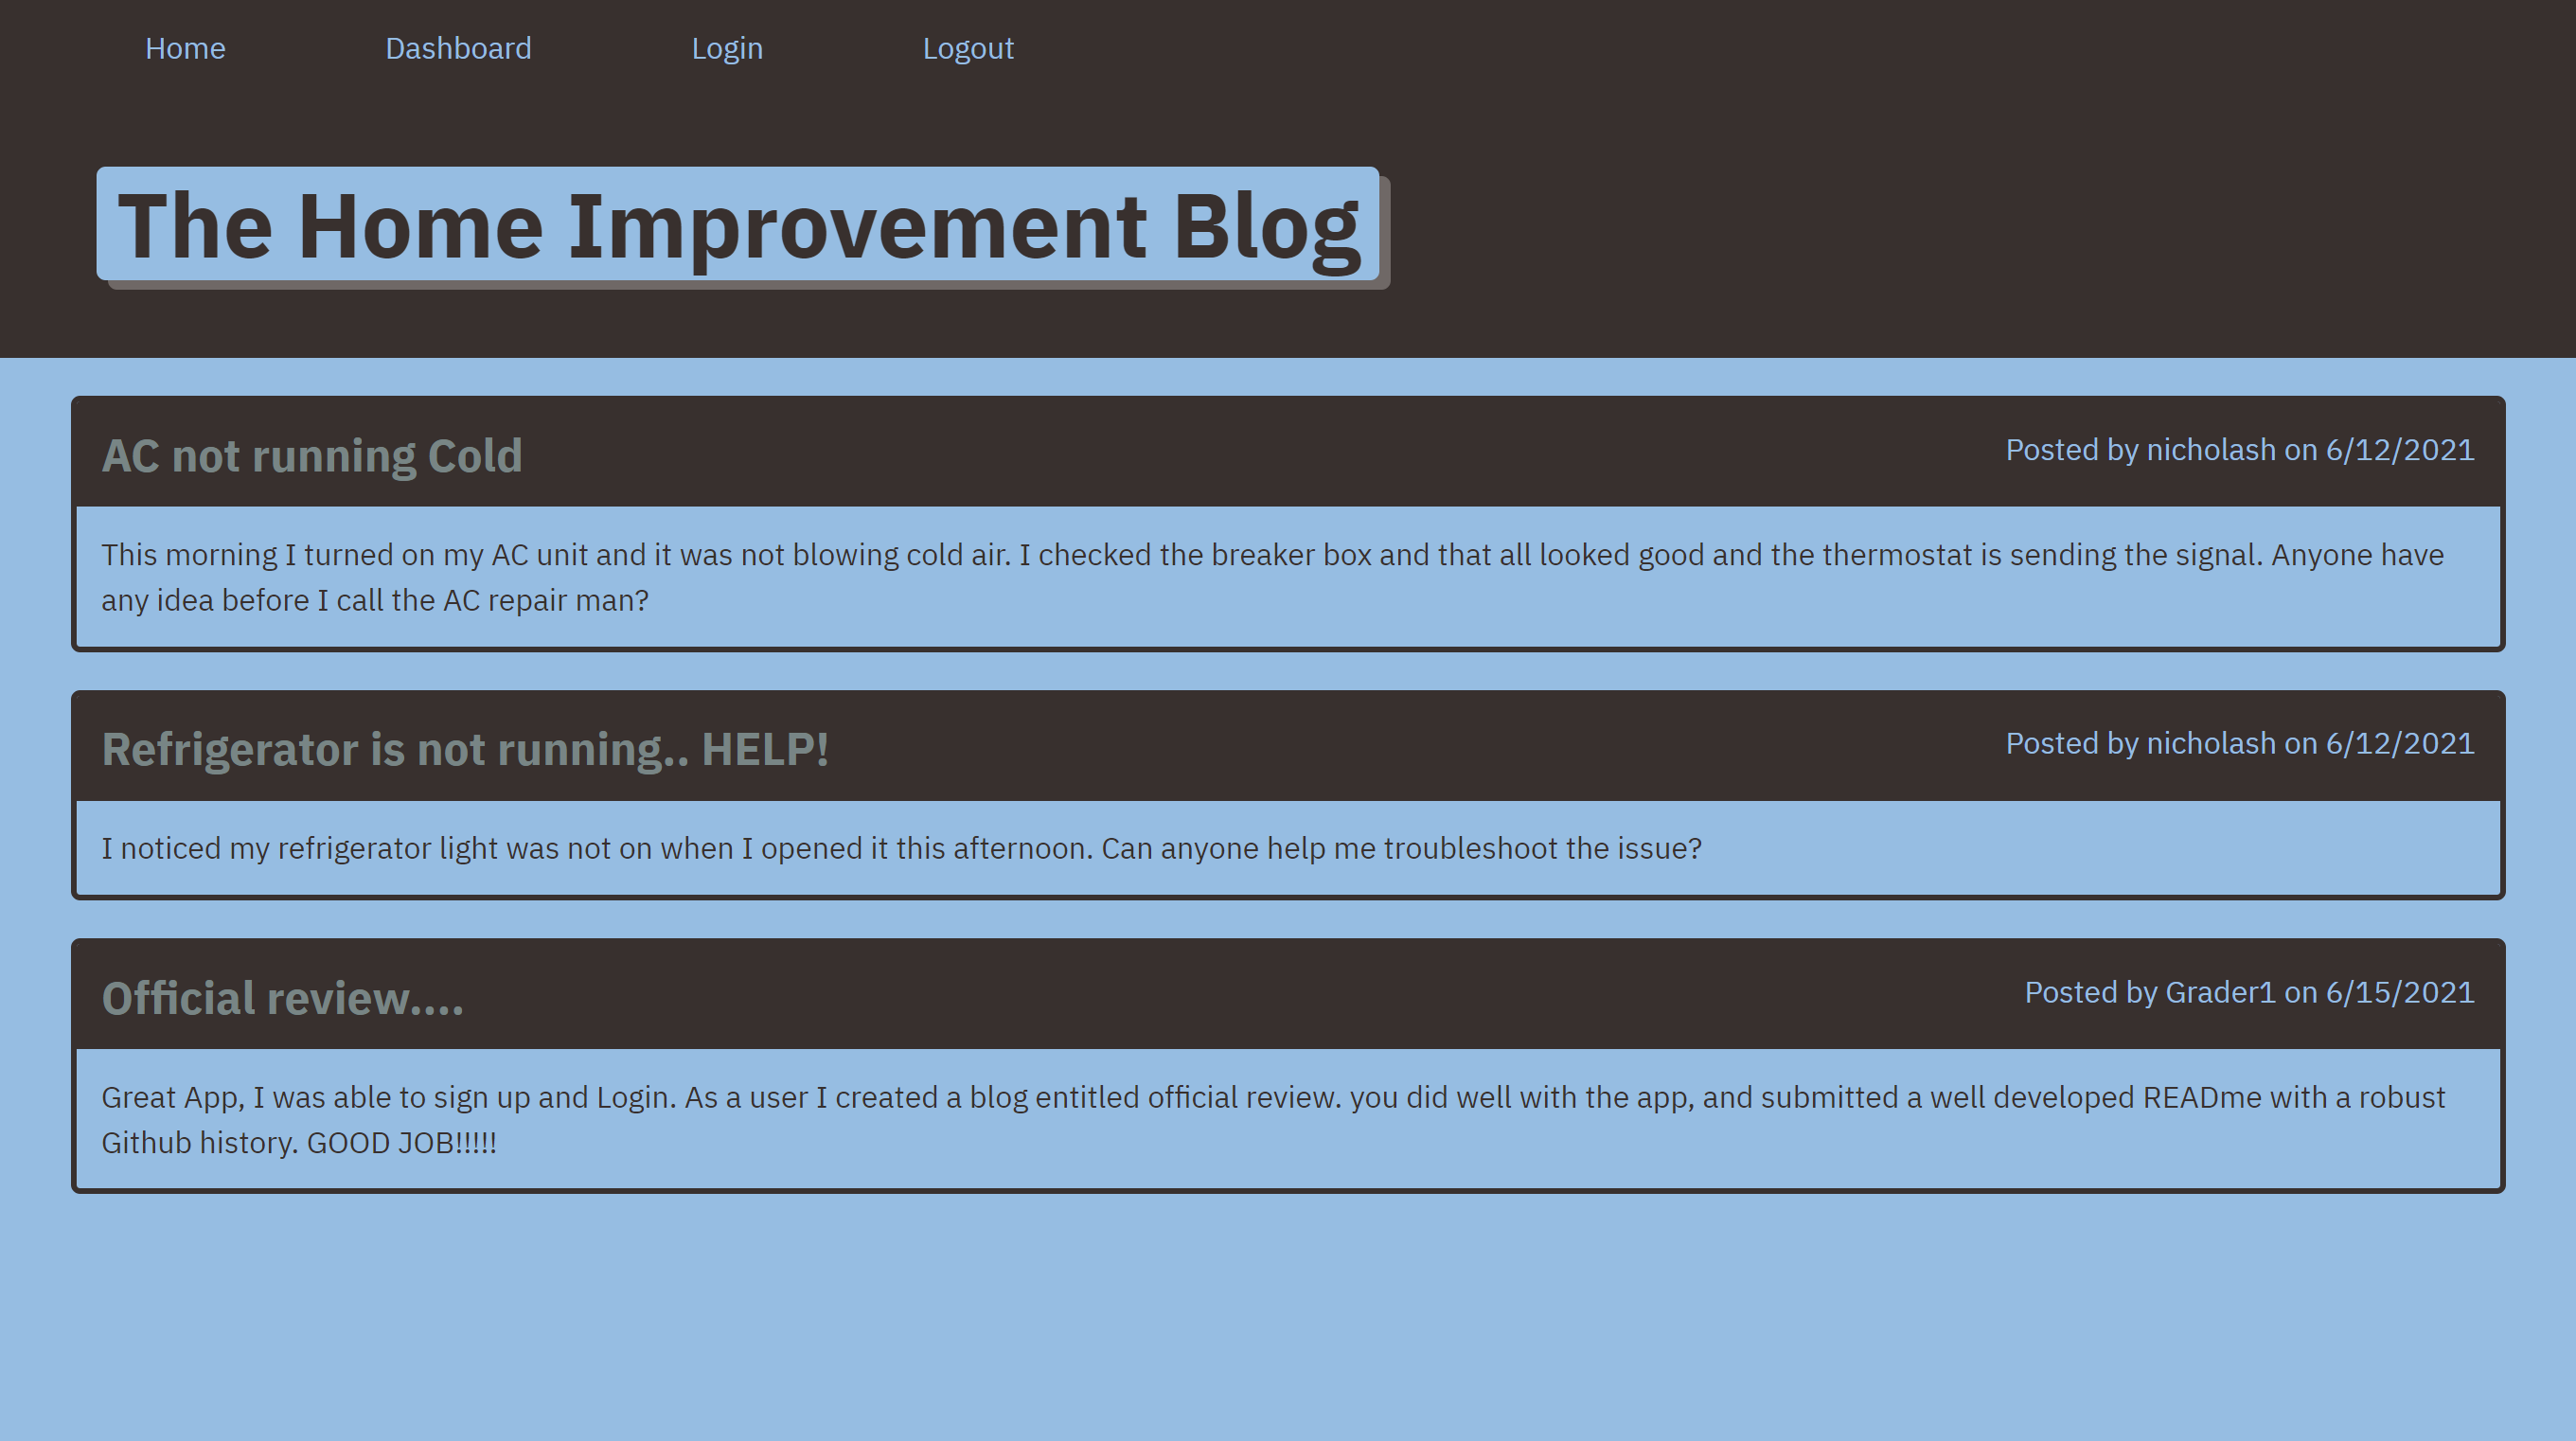 Home Dashboard Login Logout
The Home Improvement Blog
AC not running Cold
Posted by nicholash on 6/12/2021
This morning I turned on my AC unit and it was not blowing cold air. I checked the breaker box and that all looked good and the thermostat is sending the signal. Anyone have
any idea before I call the AC repair man?
Refrigerator is not running.. HELP!
Posted by nicholash on 6/12/2021
I noticed my refrigerator light was not on when I opened it this afternoon. Can anyone help me troubleshoot the issue?
Official review....
Posted by Grader1 on 6/15/2021
Great App, I was able to sign up and Login. As a user I created a blog entitled official review. you did well with the app, and submitted a well developed READme with a robust
Github history. GOOD JOB!!!!!